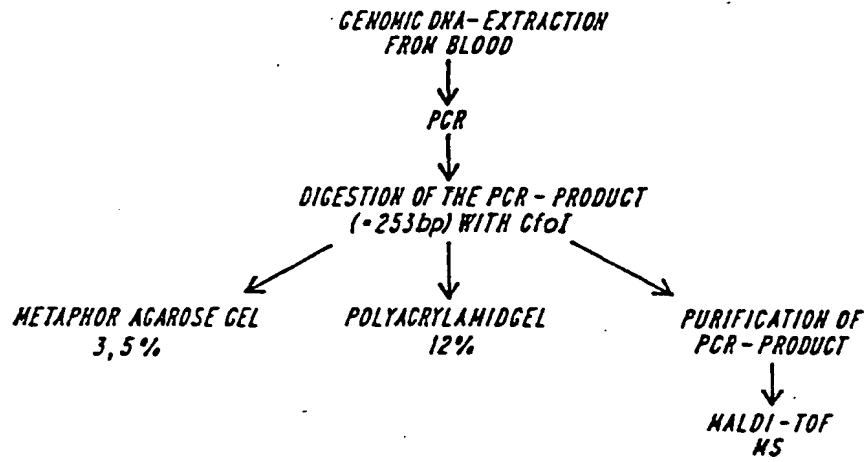 GENOMIC DNA-EXTRACTION
FROM BLOOD
PCR
DIGESTION OF THE PCR-PRODUCT
(=253bp) WITH CfoI
METAPHOR AGAROSE GEL
3,5%
POLYACRYLAMIDGEL
12%
PURIFICATION OF
PCR-PRODUCT
MALDI-TOF
MS